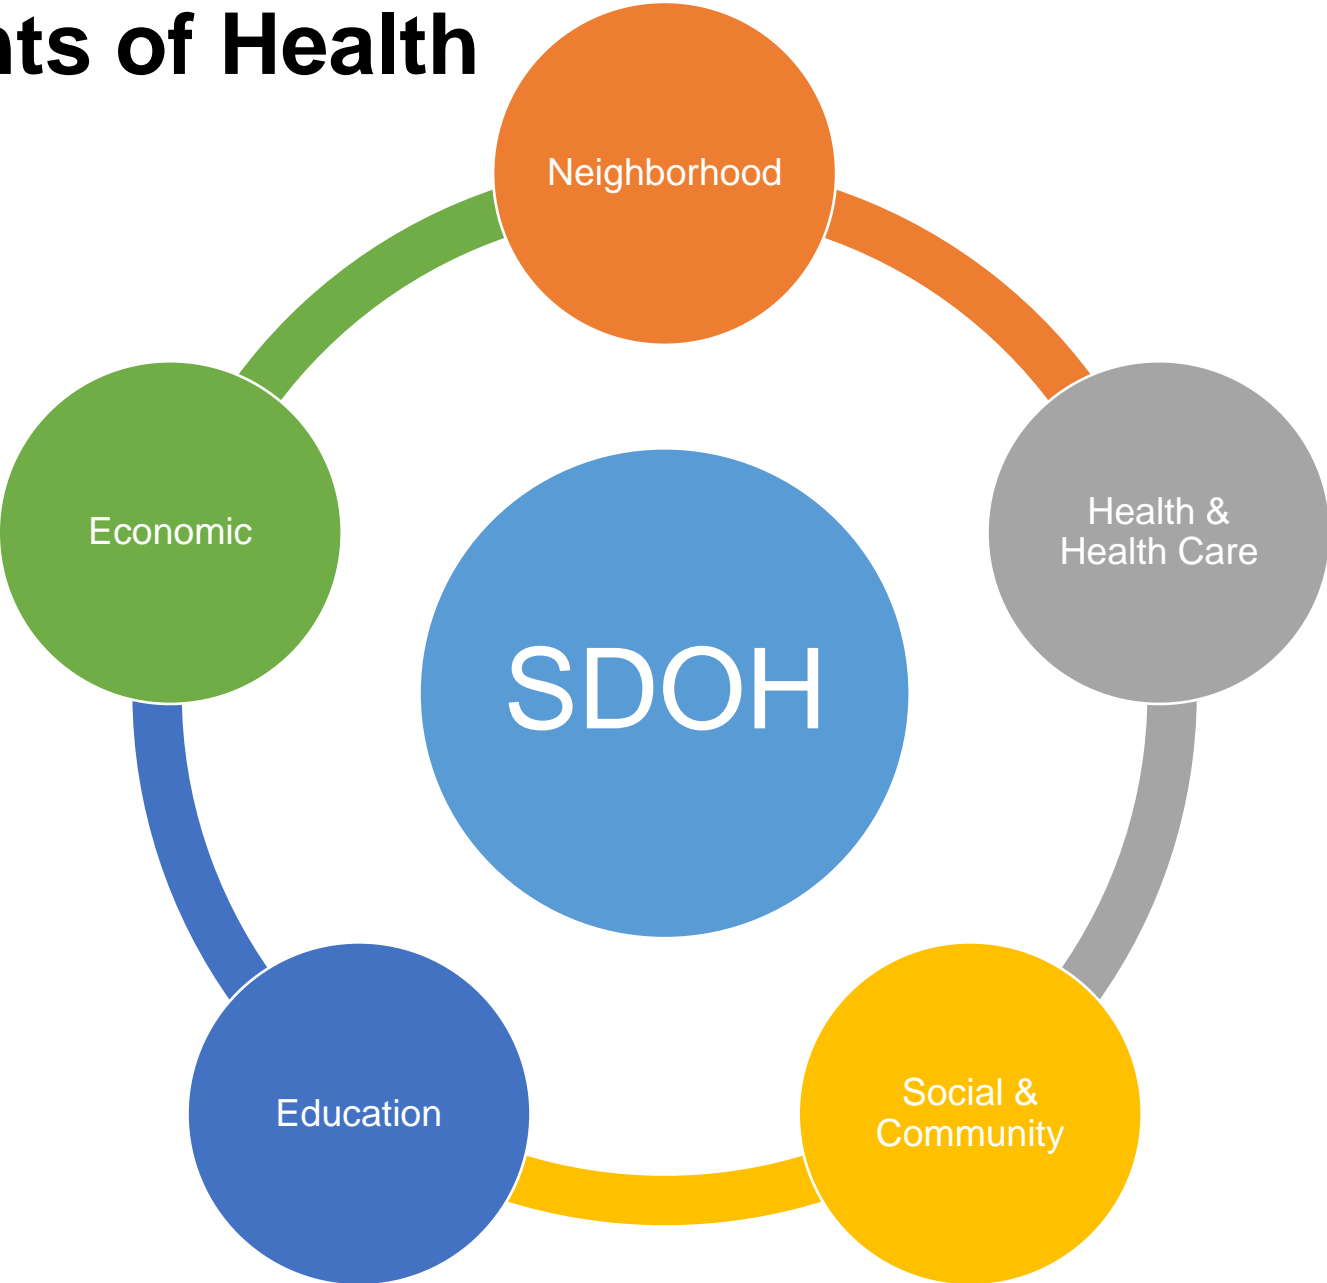 nts of Health
Neighborhood
Health &
Health Care
Economic
SDOH
Social &
Community
Education